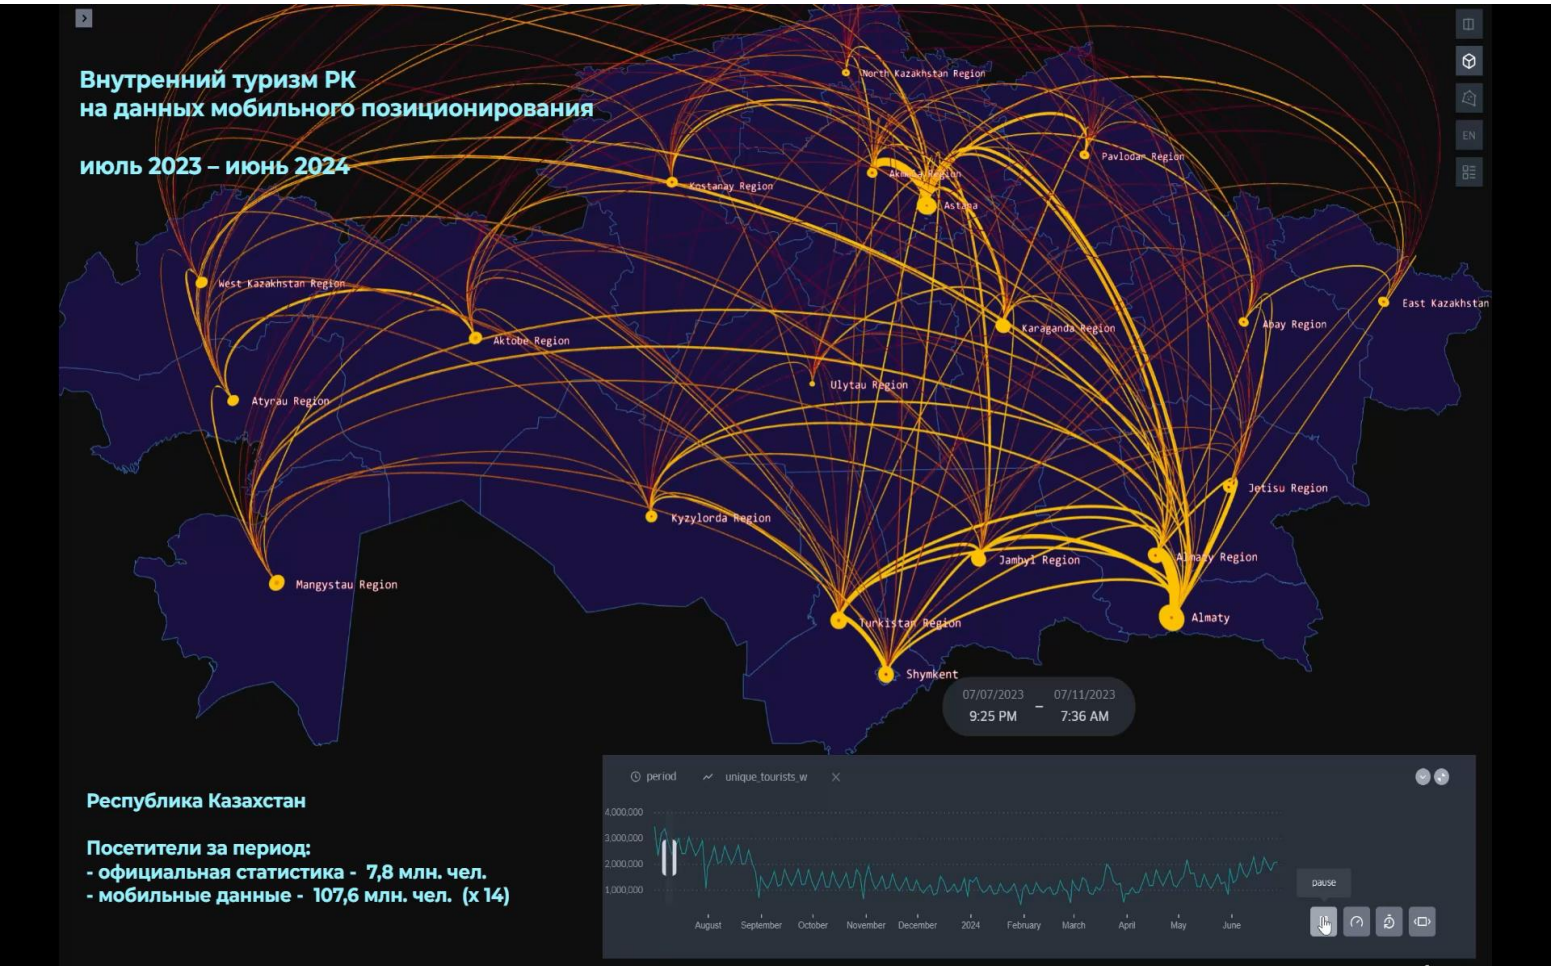 Внутренний туризм РК
на данных мобильного позиционирования
июль 2023 – июнь 2024
EN
North Kazakhstan Region
Pavlodar Region
Kostanay Region
Akmola Region
Astana
West Kazakhstan Region
East Kazakhstan
Abay Region
Karaganda Region
Aktobe Region
Ulytau Region
Atyrau Region
Jetisu Region
Kyzylorda Region
Almaty Region
Jambyl Region
Mangystau Region
Almaty
Turkistan Region
Shymkent
07/07/2023 – 07/11/2023
9:25 PM 7:36 AM
period unique_tourists_w
Республика Казахстан
Посетители за период:
- официальная статистика - 7,8 млн. чел.
- мобильные данные - 107,6 млн. чел. (x 14)
4,000,000
3,000,000
2,000,000
1,000,000
pause
August September October November December 2024 February March April May June